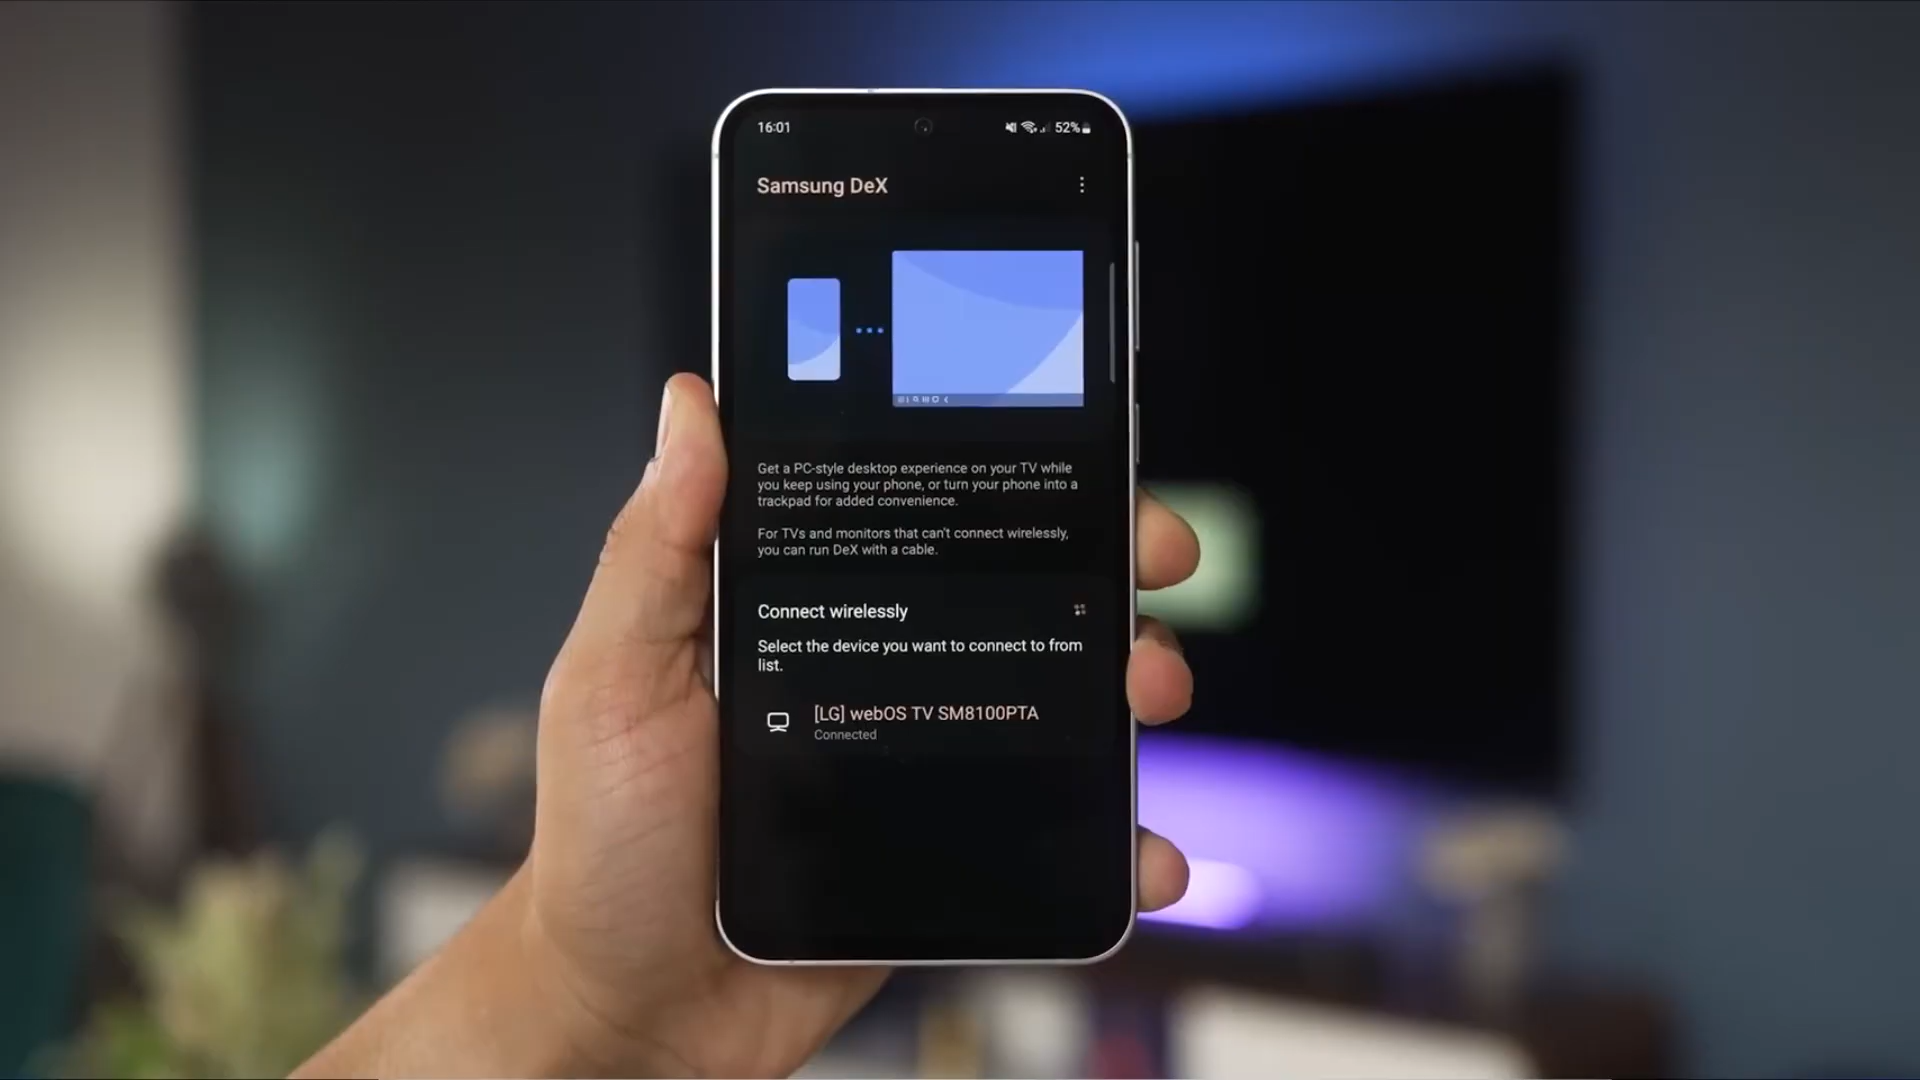 16:01
52%
Samsung DeX
Get a PC-style desktop experience on your TV while
you keep using your phone, or turn your phone into a
trackpad for added convenience.
For TVs and monitors that can't connect wirelessly,
you can run DeX with a cable.
Connect wirelessly
Select the device you want to connect to from
list.
[LG] webOS TV SM8100PTA
Connected